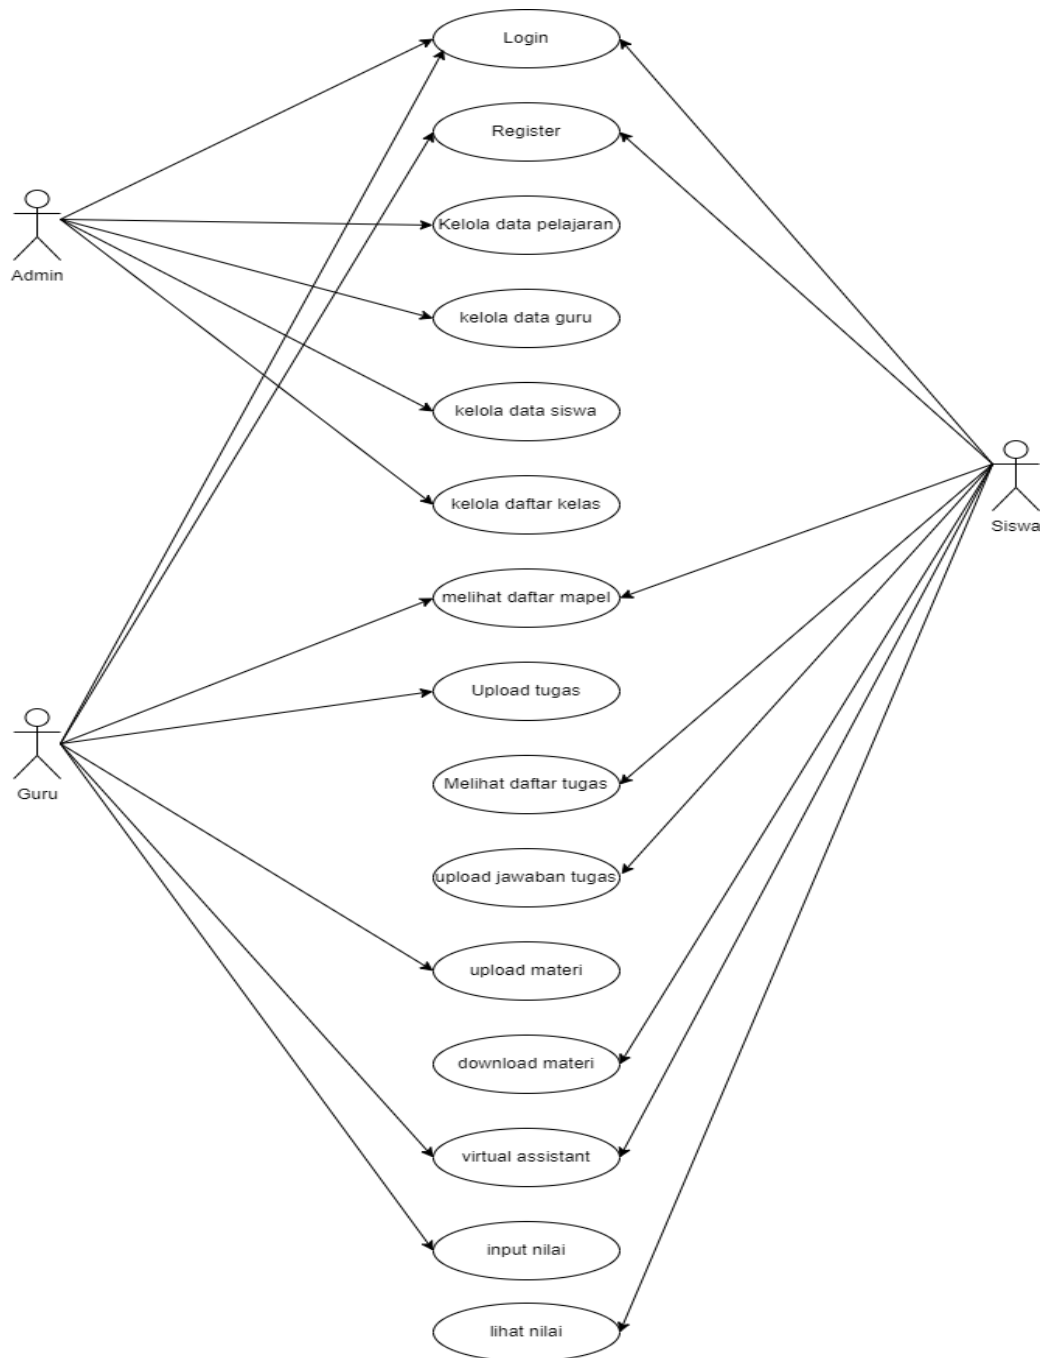 Login
Register
Kelola data pelajaran
Admin
kelola data guru
kelola data siswa
kelola daftar kelas
Siswa
melihat daftar mapel
Upload tugas
Melihat daftar tugas
Guru
upload jawaban tugas
upload materi
download materi
virtual assistant
input nilai
lihat nilai